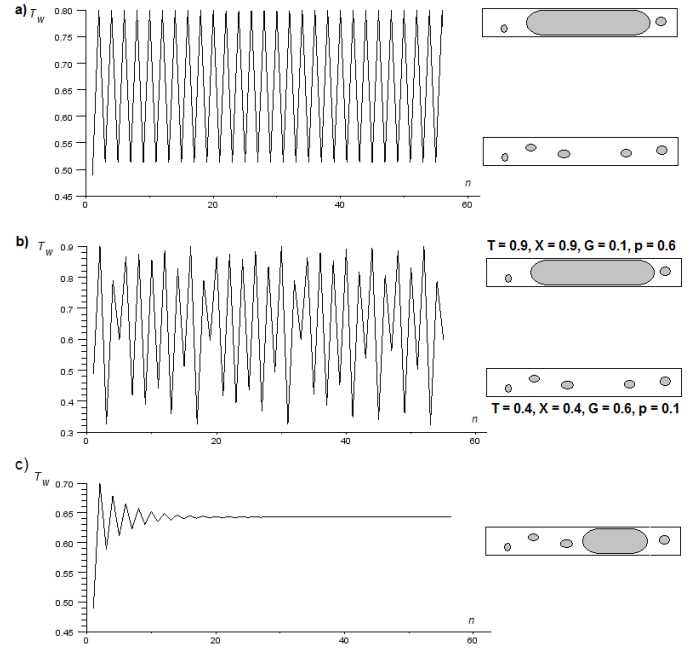 a) T_w 0.80
0.75
0.70
0.65
0.60
0.55
0.50
0.45
n
0 20 40 60
b) T_w 0.9
0.8
0.7
0.6
0.5
0.4
0.3
n
0 20 40 60
T = 0.9, X = 0.9, G = 0.1, p = 0.6
T = 0.4, X = 0.4, G = 0.6, p = 0.1
c)
T_w 0.70
0.65
0.60
0.55
0.50
0.45
n
0 20 40 60